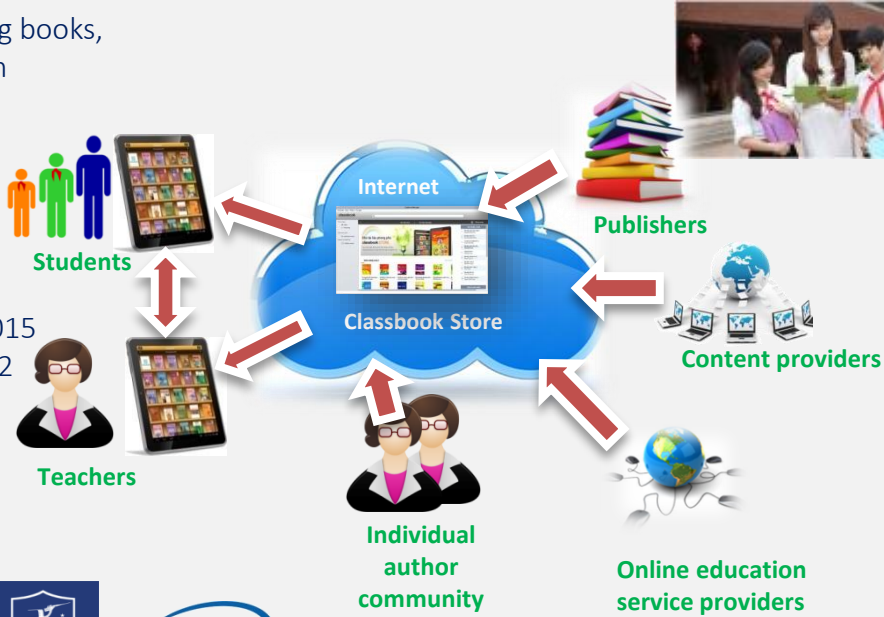 g books,
Internet
Publishers
Students
Classbook Store
015
2
Content providers
Teachers
Individual
author
community
Online education
service providers